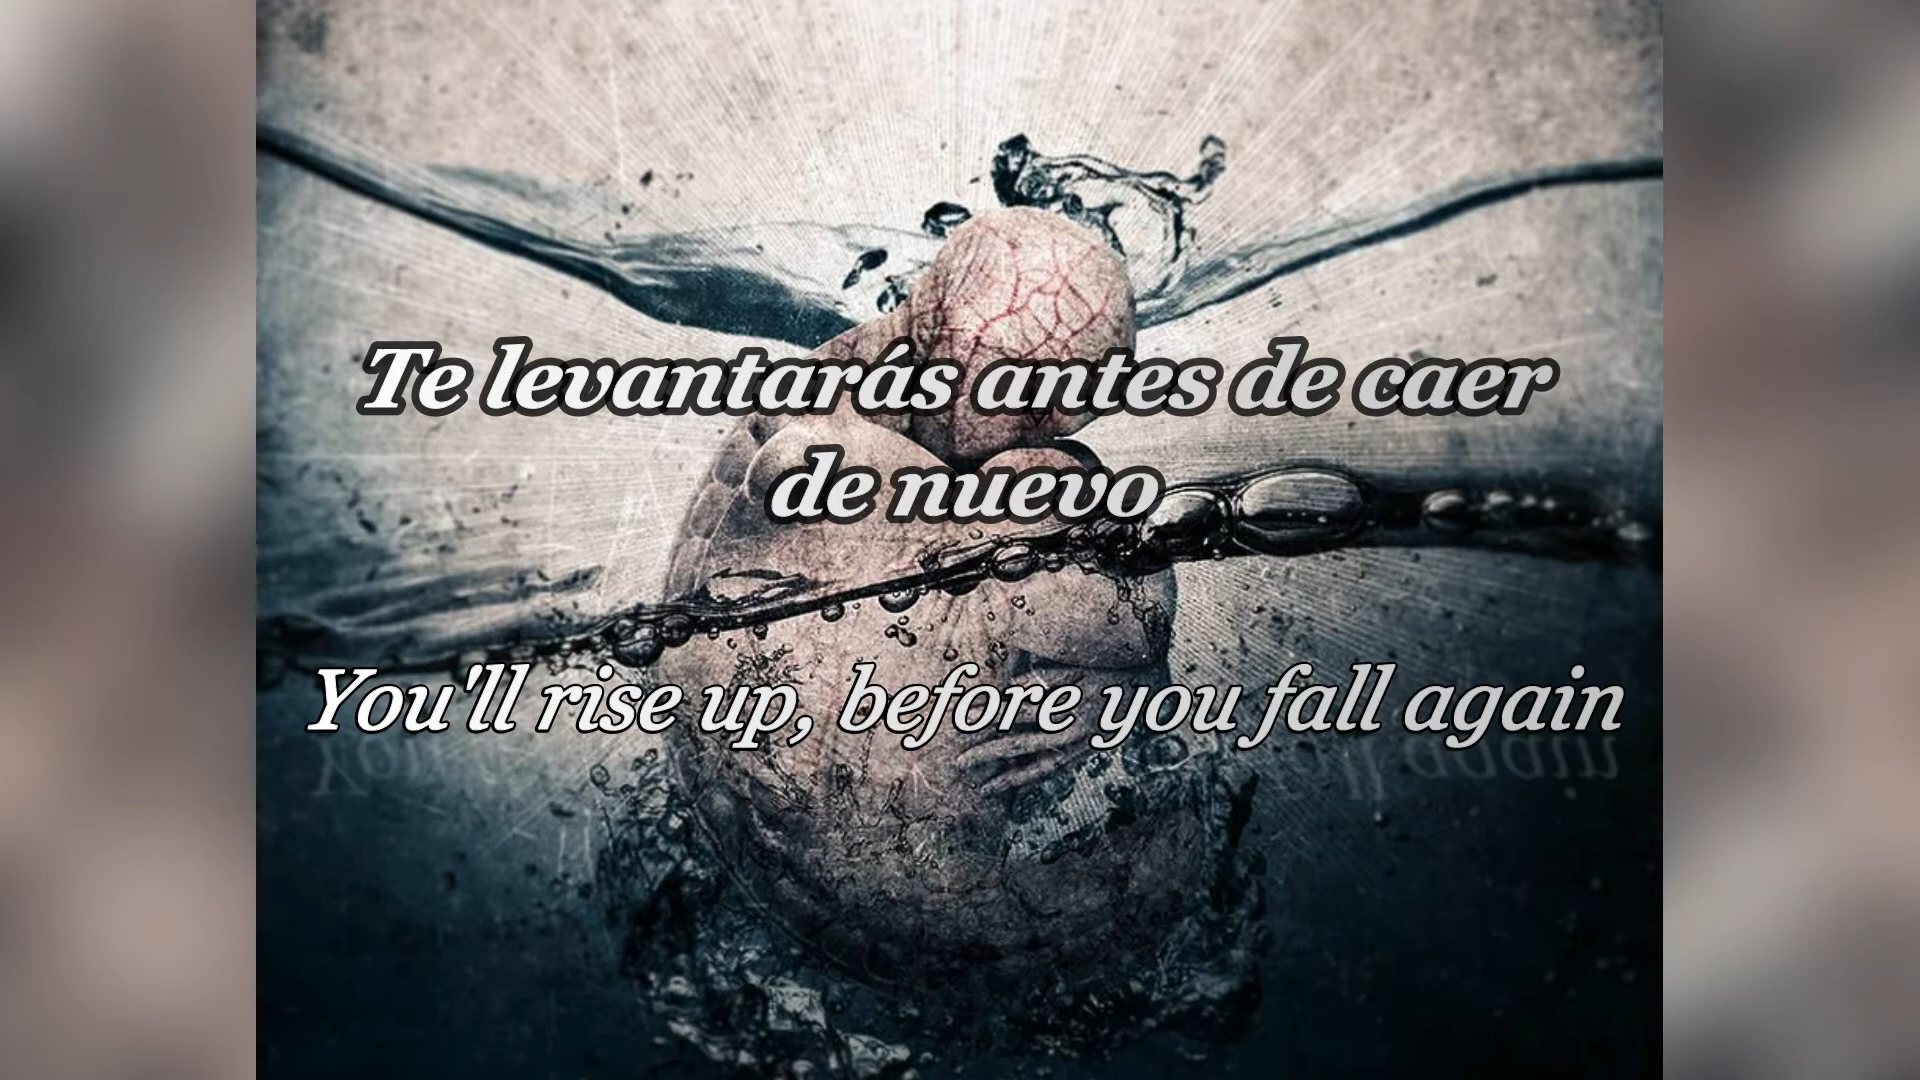 Te levantarás antes de caer
de nuevo
You'll rise up, before you fall again